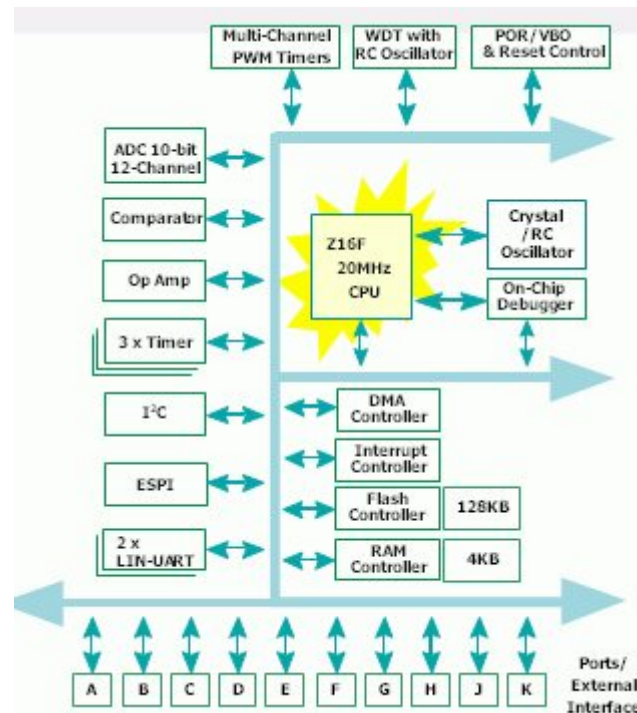 Multi-Channel
PWM Timers
WDT with
RC Oscillator
POR/VBO
& Reset Control
ADC 10-bit
12-Channel
Comparator
Op Amp
3 x Timer
I²C
ESPI
2 x
LIN-UART
Z16F
20MHz
CPU
Crystal
/RC
Oscillator
On-Chip
Debugger
DMA
Controller
Interrupt
Controller
Flash
Controller
128KB
RAM
Controller
4KB
A B C D E F G H J K
Ports/
External
Interface